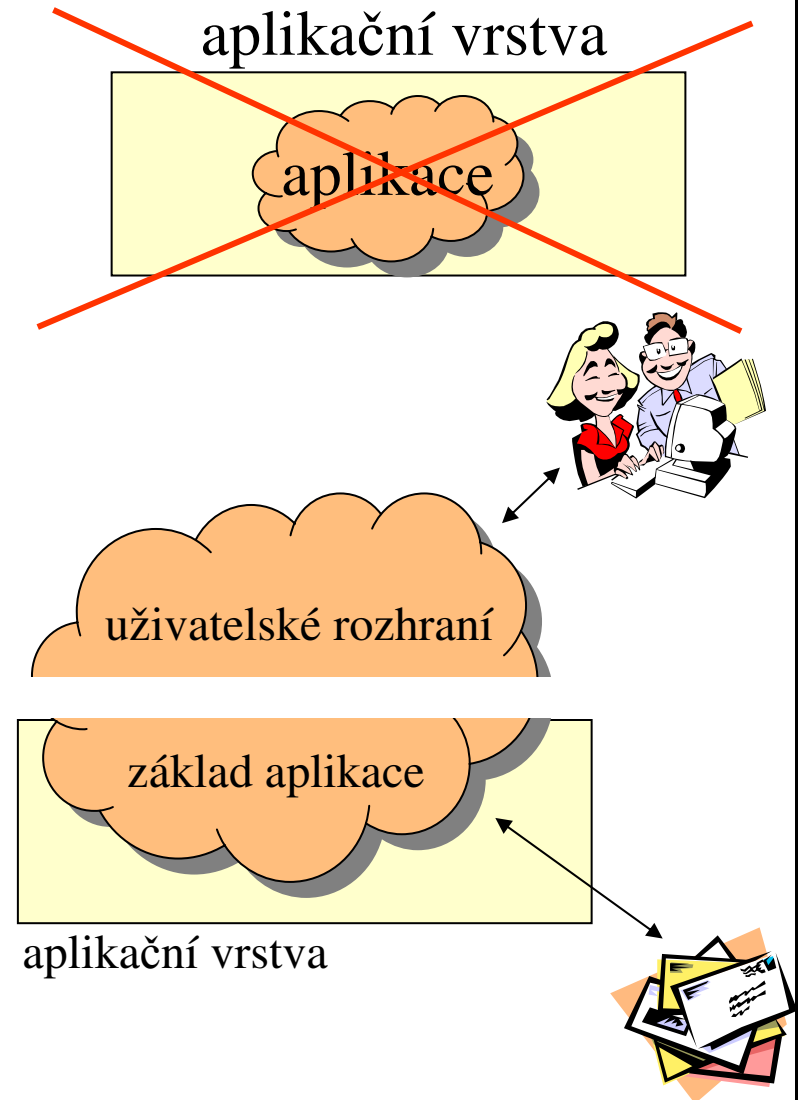 aplikační vrstva
aplikace
uživatelské rozhraní
základ aplikace
aplikační vrstva